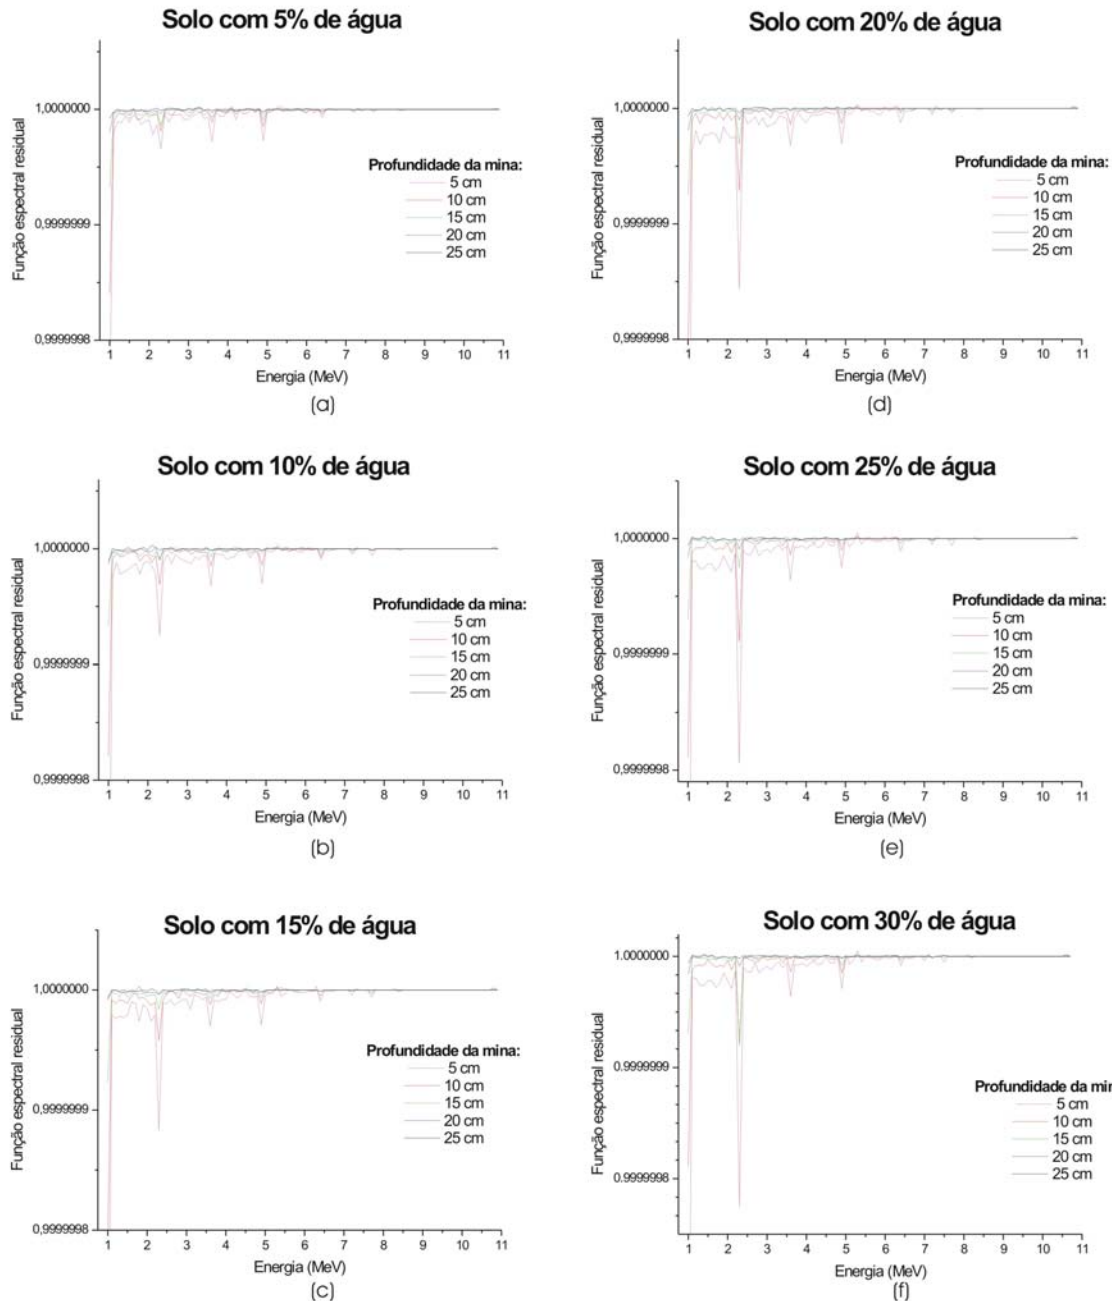 Solo com 5% de água
Função espectral residual
1,0000000
0,9999999
0,9999998
Profundidade da mina:
5 cm
10 cm
15 cm
20 cm
25 cm
1 2 3 4 5 6 7 8 9 10 11
Energia (MeV)
(a)
Solo com 20% de água
Função espectral residual
1,0000000
0,9999999
0,9999998
Profundidade da mina:
5 cm
10 cm
15 cm
20 cm
25 cm
1 2 3 4 5 6 7 8 9 10 11
Energia (MeV)
(d)
Solo com 10% de água
Função espectral residual
1,0000000
0,9999999
0,9999998
Profundidade da mina:
5 cm
10 cm
15 cm
20 cm
25 cm
1 2 3 4 5 6 7 8 9 10 11
Energia (MeV)
(b)
Solo com 25% de água
Função espectral residual
1,0000000
0,9999999
0,9999998
Profundidade da mina:
5 cm
10 cm
15 cm
20 cm
25 cm
1 2 3 4 5 6 7 8 9 10 11
Energia (MeV)
(e)
Solo com 15% de água
Função espectral residual
1,0000000
0,9999999
0,9999998
Profundidade da mina:
5 cm
10 cm
15 cm
20 cm
25 cm
1 2 3 4 5 6 7 8 9 10 11
Energia (MeV)
(c)
Solo com 30% de água
Função espectral residual
1.0000000
0.9999999
0.9999998
Profundidade da mi
5 cm
10 cm
15 cm
20 cm
25 cm
1 2 3 4 5 6 7 8 9 10 11
Energia (MeV)
(f)